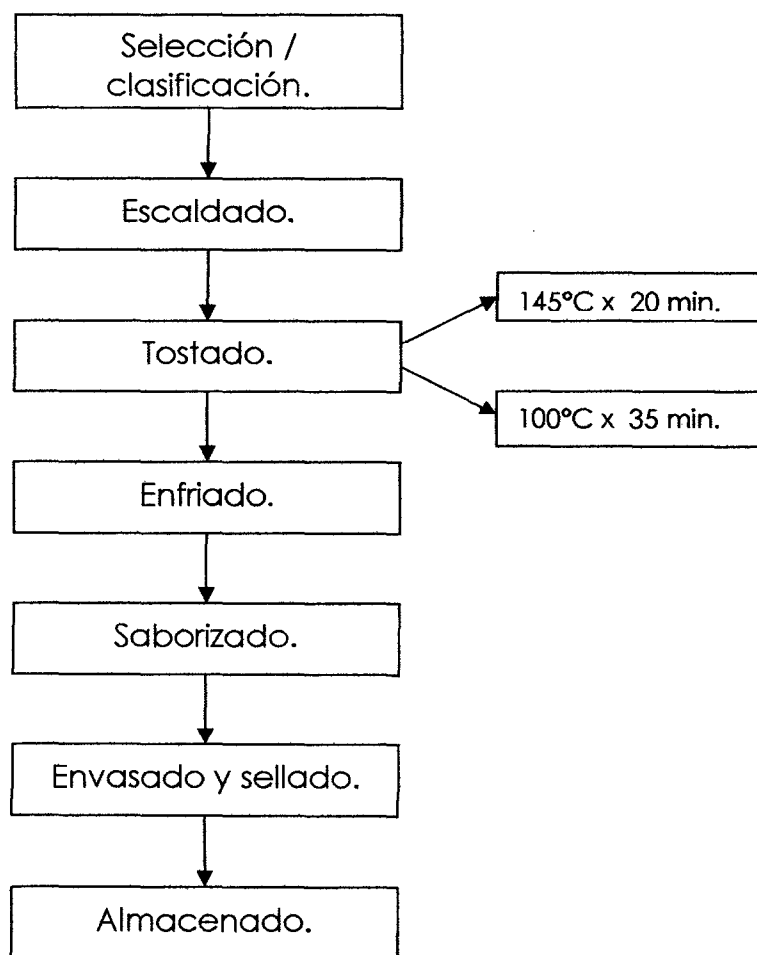 Selección /
clasificación.
Escaldado.
Tostado.
145°C x 20 min.
100°C x 35 min.
Enfriado.
Saborizado.
Envasado y sellado.
Almacenado.